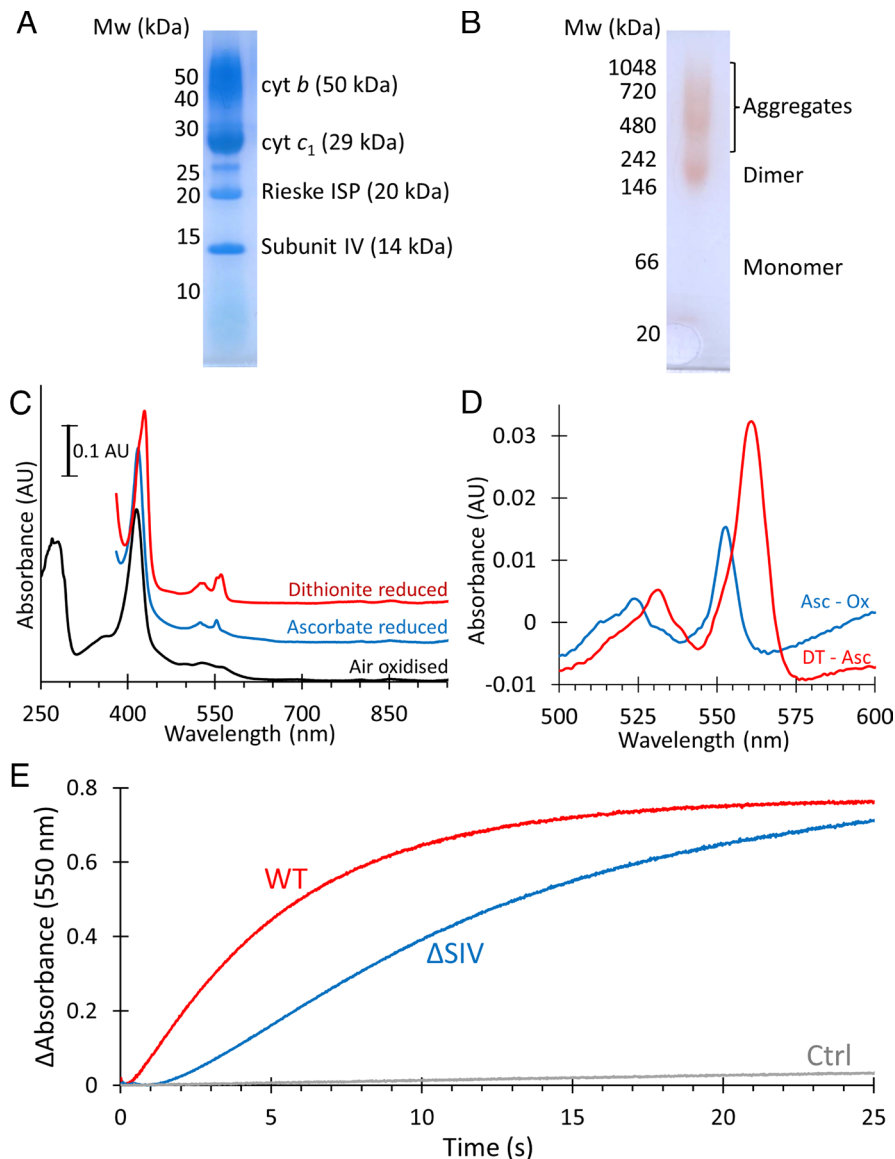 A
Mw (kDa)
50
40
30
25
20
15
10
cyt b (50 kDa)
cyt c1 (29 kDa)
Rieske ISP (20 kDa)
Subunit IV (14 kDa)
B
Mw (kDa)
1048
720
480
242
146
66
20
Aggregates
Dimer
Monomer
C
0.1 AU
Absorbance (AU)
Dithionite reduced
Ascorbate reduced
Air oxidised
250 400 550 700 850
Wavelength (nm)
D
Absorbance (AU)
0.03
0.02
0.01
0
-0.01
Asc - Ox
DT - Asc
500 525 550 575 600
Wavelength (nm)
E
ΔAbsorbance (550 nm)
0.8
0.6
0.4
0.2
0
WT
ΔSIV
Ctrl
0 5 10 15 20 25
Time (s)